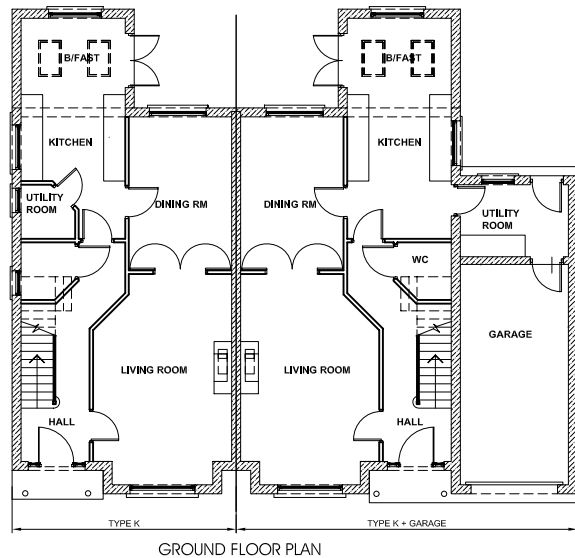 B/FAST
B/FAST
KITCHEN
KITCHEN
UTILITY
ROOM
DINING RM
DINING RM
UTILITY
ROOM
WC
GARAGE
LIVING ROOM
LIVING ROOM
HALL
HALL
TYPE K
TYPE K + GARAGE
GROUND FLOOR PLAN